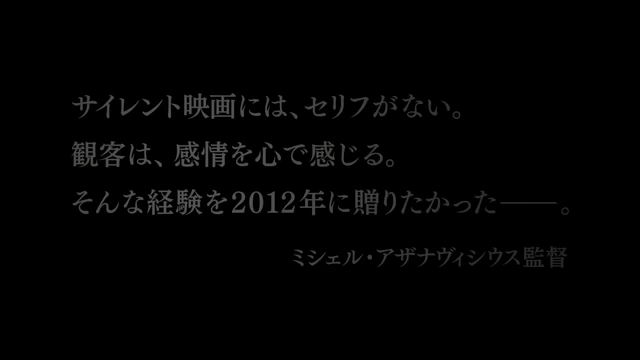 サイレント映画には、セリフがない。
観客は、感情を心で感じる。
そんな経験を2012年に贈りたかった――。
ミシェル・アザナヴィシウス監督